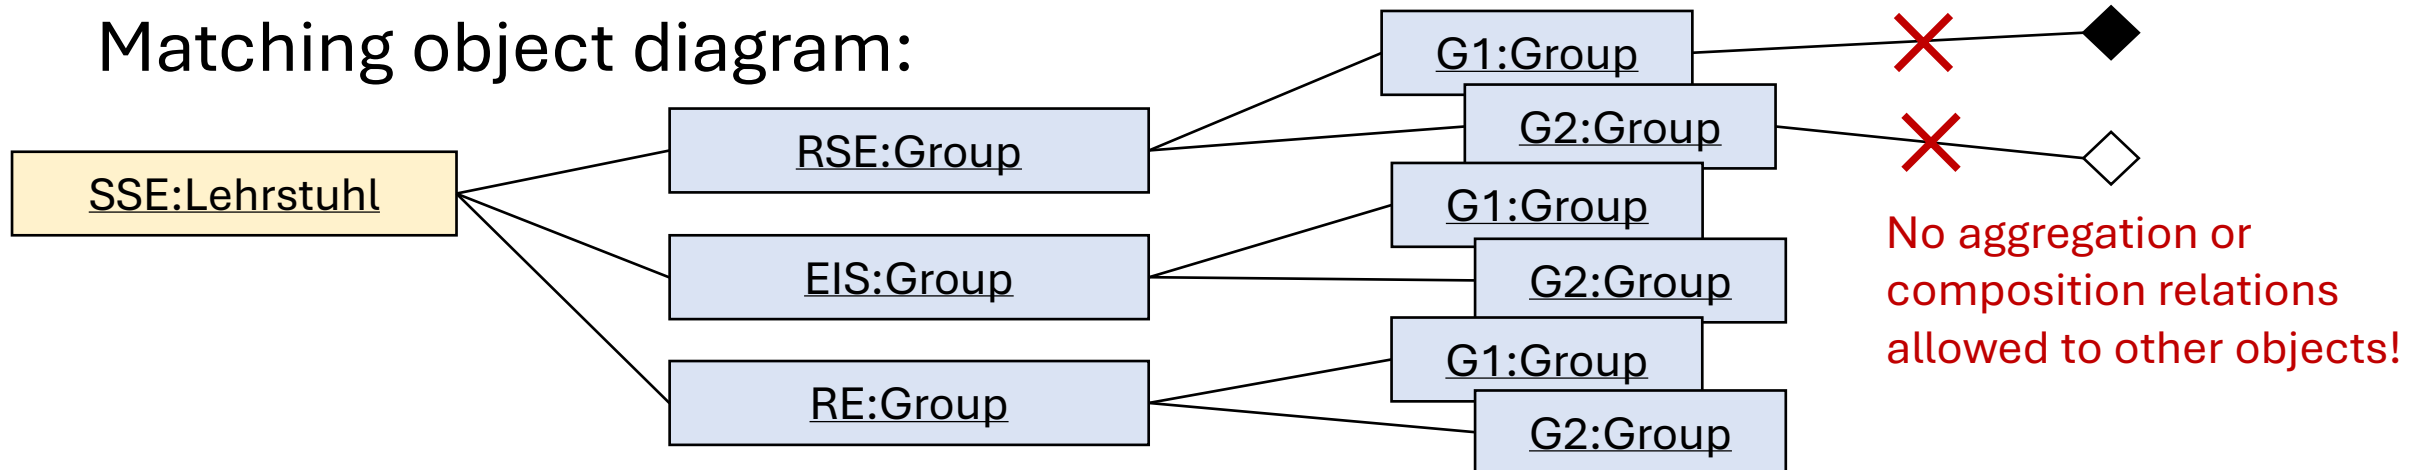 Matching object diagram:
SSE:Lehrstuhl
RSE:Group
EIS:Group
RE:Group
G1:Group
G2:Group
G1:Group
G2:Group
G1:Group
G2:Group
No aggregation or
composition relations
allowed to other objects!